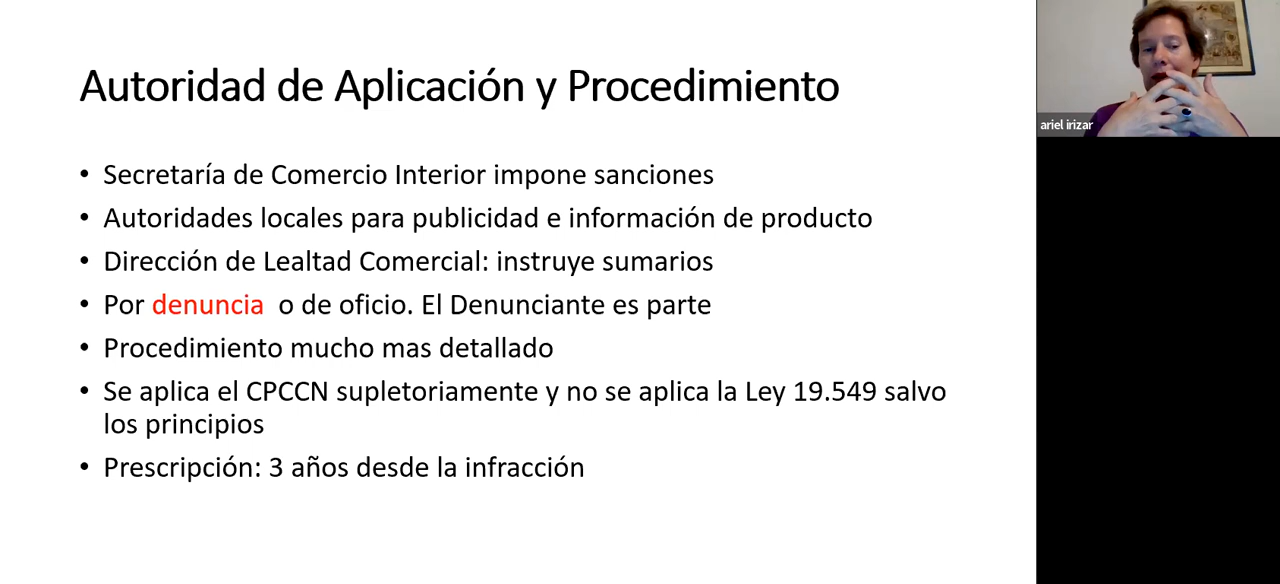 Autoridad de Aplicación y Procedimiento
• Secretaría de Comercio Interior impone sanciones
• Autoridades locales para publicidad e información de producto
• Dirección de Lealtad Comercial: instruye sumarios
• Por denuncia o de oficio. El Denunciante es parte
• Procedimiento mucho mas detallado
• Se aplica el CPCCN supletoriamente y no se aplica la Ley 19.549 salvo
los principios
• Prescripción: 3 años desde la infracción
ariel irizar